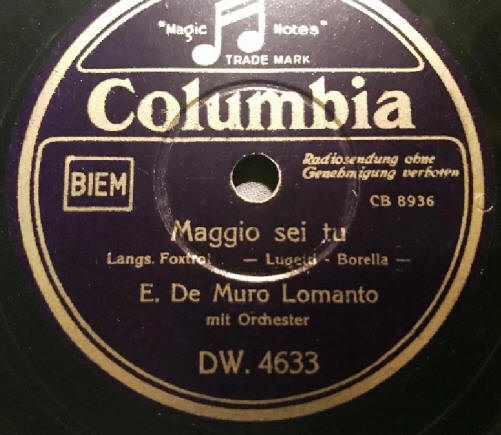 "Magic Notes"
TRADE MARK
Columbia
BIEM
Radiosendung ohne
Genehmigung verboten
CB 8936
Maggio sei tu
Langs. Foxtrot — — Borella —
E. De Muro Lomanto
mit Orchester
DW. 4633